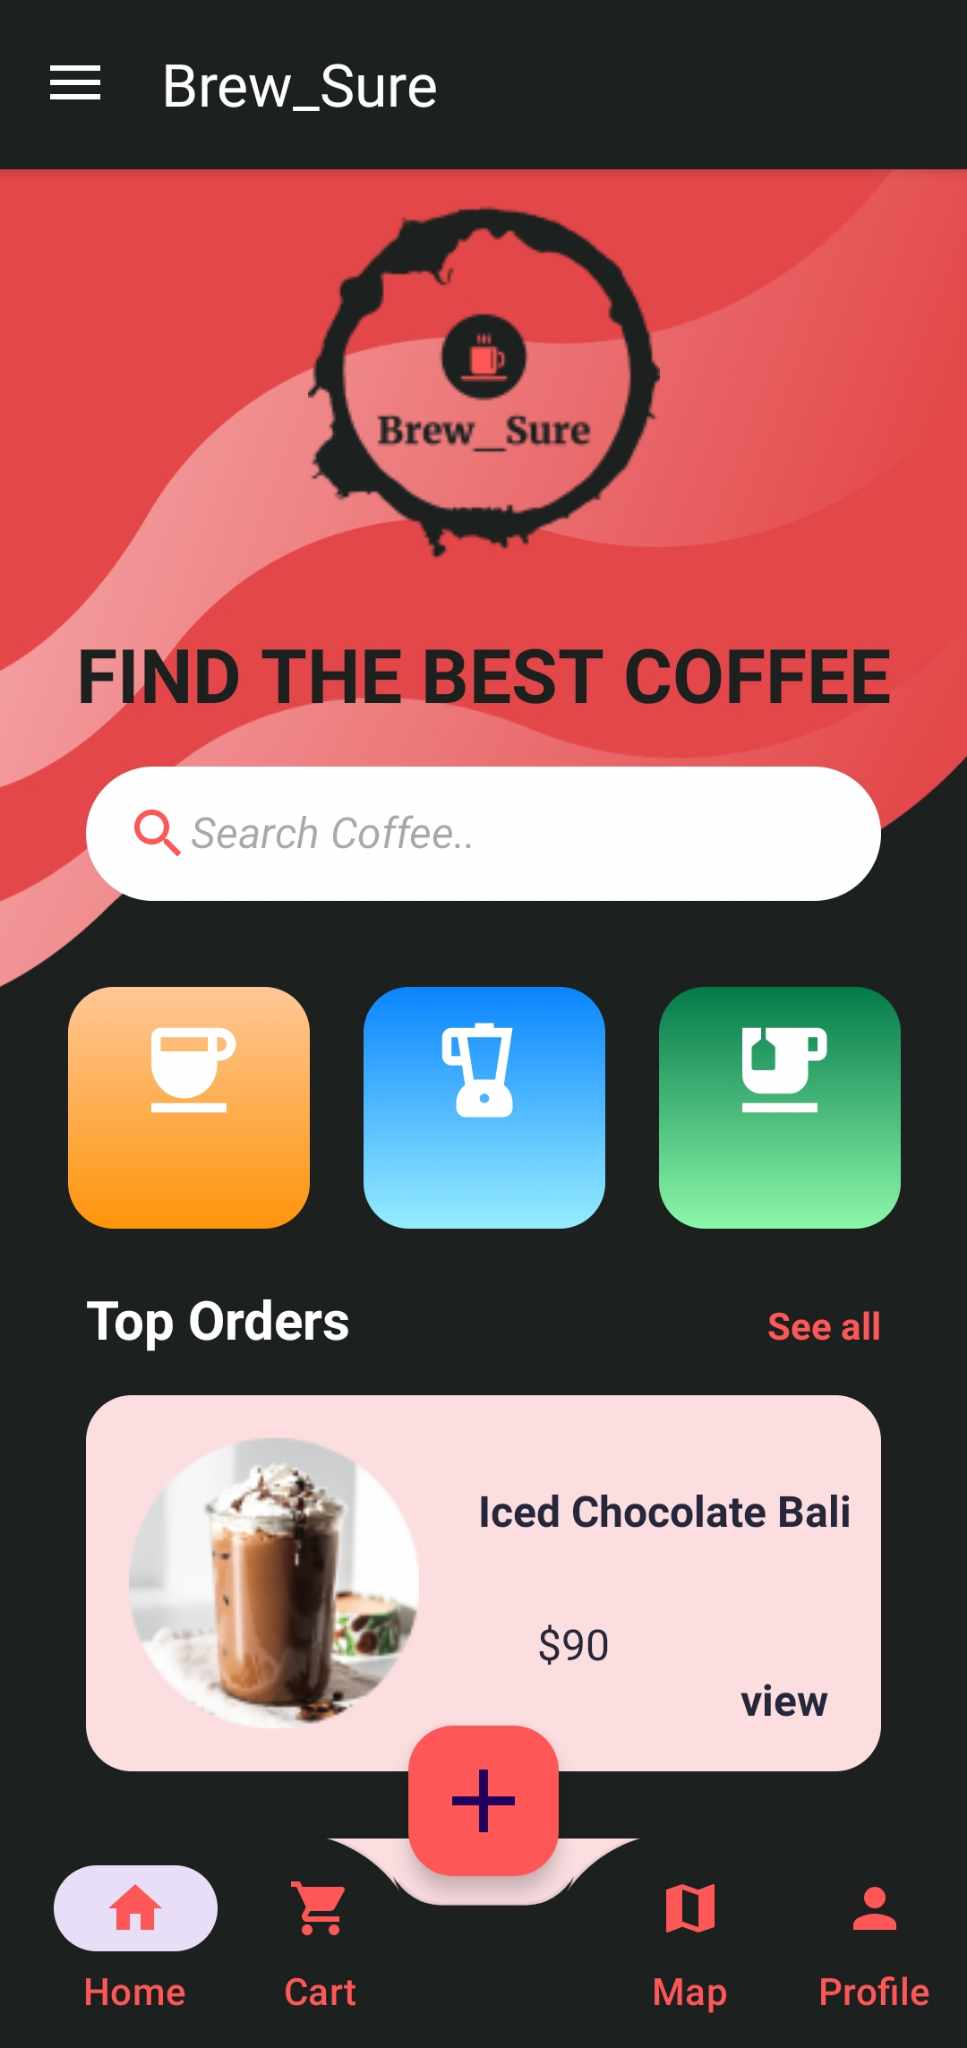 Brew_Sure
Brew_Sure
FIND THE BEST COFFEE
Search Coffee..
Top Orders
See all
Iced Chocolate Bali
$90
view
Home
Cart
Map
Profile